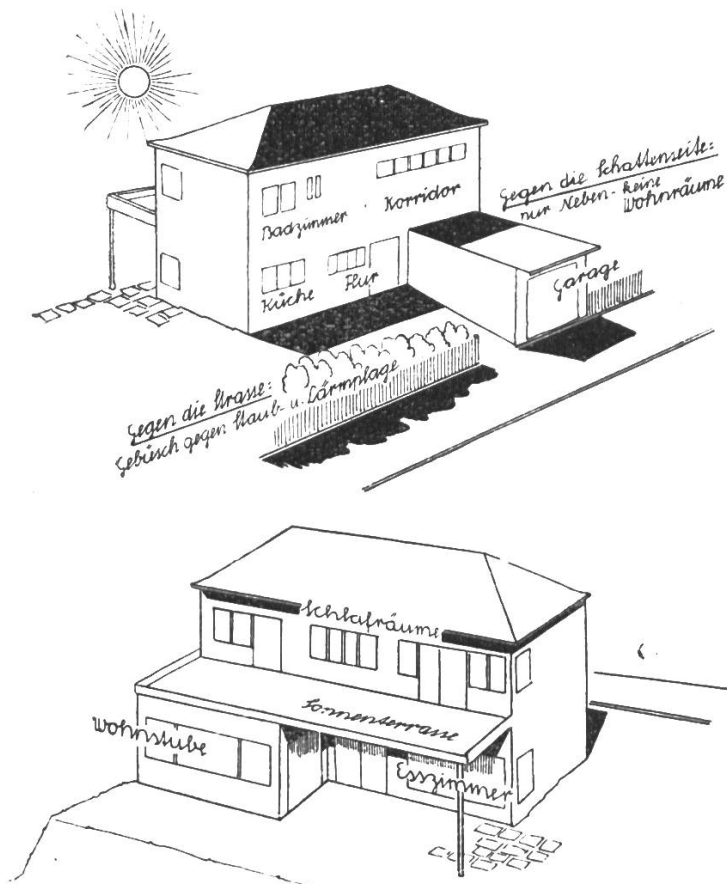 Gegen die Schattenseite:
nur Neben- keine
Wohnräume
Badzimmer
Korridor
Küche
Flur
Garage
Gegen die Strasse:
Gebüsch gegen Staub- u. Lärmplage
Schlafräume
Sonnenterrasse
Wohnstube
Esszimmer